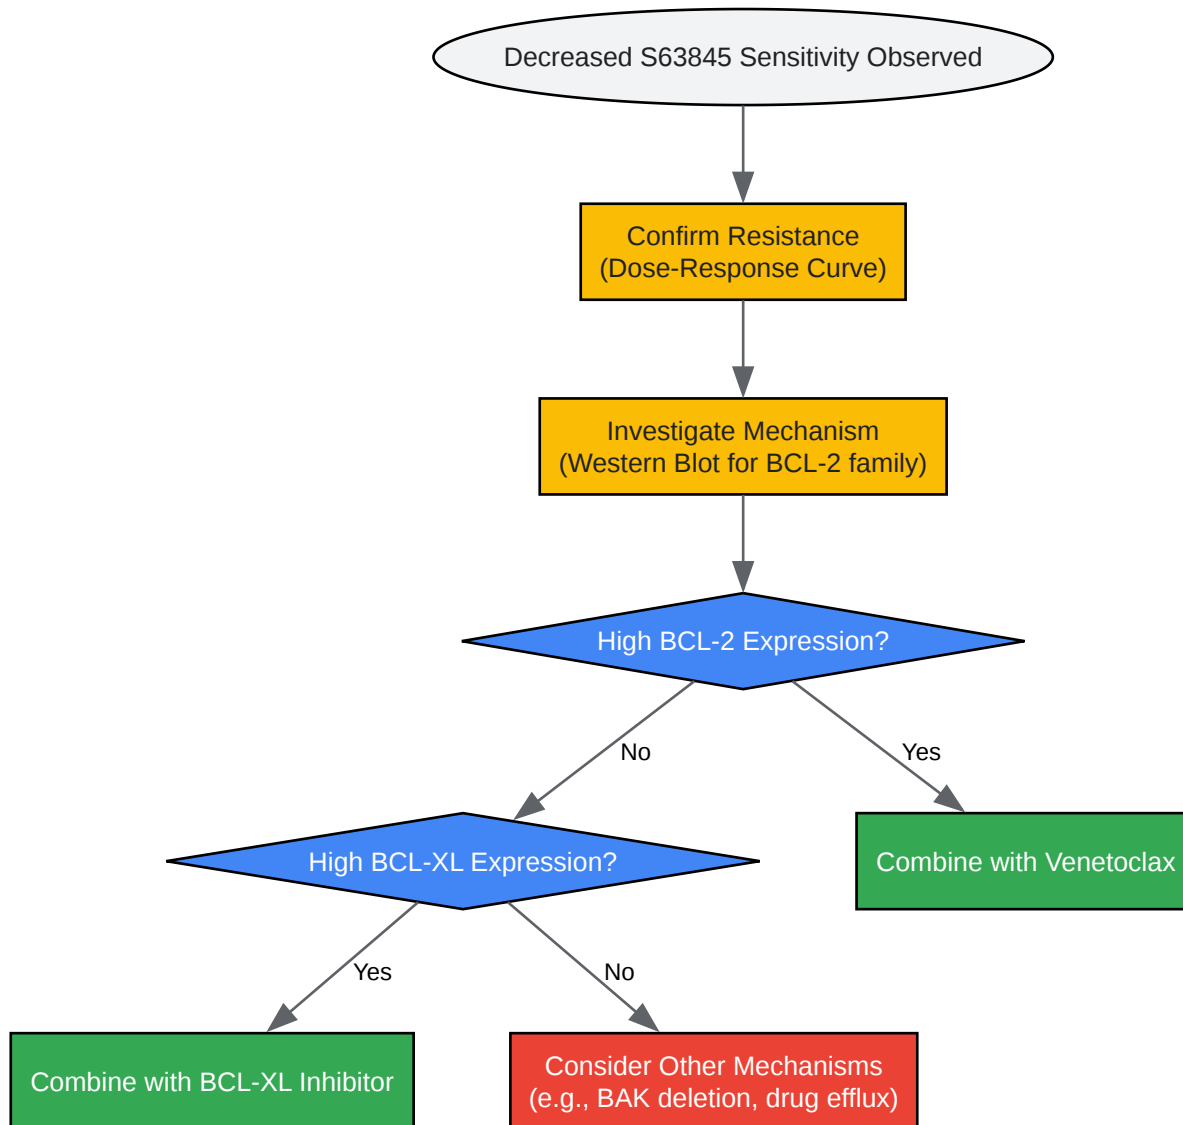 Decreased S63845 Sensitivity Observed
Confirm Resistance
(Dose-Response Curve)
Investigate Mechanism
(Western Blot for BCL-2 family)
High BCL-2 Expression?
No
Yes
High BCL-XL Expression?
Combine with Venetoclax
Yes
No
Combine with BCL-XL Inhibitor
Consider Other Mechanisms
(e.g., BAK deletion, drug efflux)